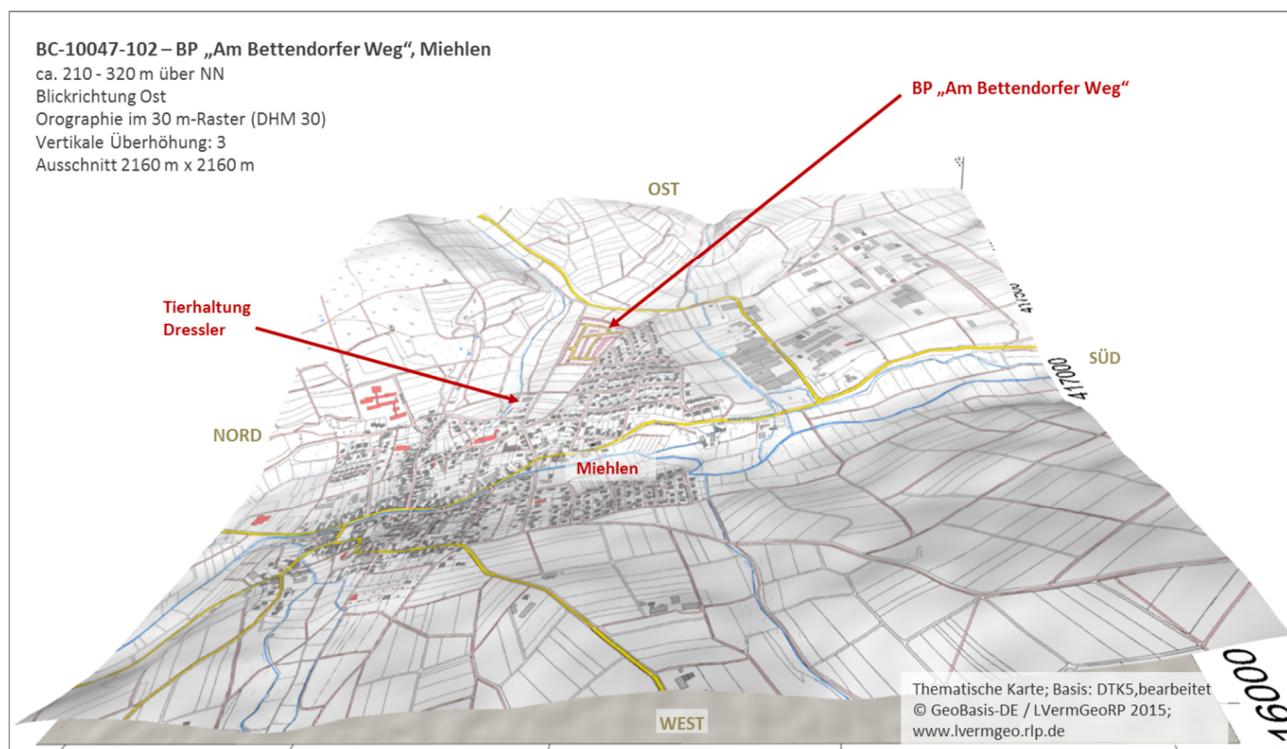 BC-10047-102 – BP „Am Bettendorfer Weg“, Miehlen
ca. 210 - 320 m über NN
Blickrichtung Ost
Orographie im 30 m-Raster (DHM 30)
Vertikale Überhöhung: 3
Ausschnitt 2160 m x 2160 m
BP „Am Bettendorfer Weg“
OST
Tierhaltung
Dressler
SÜD
417000
NORD
Miehlen
WEST
Thematische Karte; Basis: DTK5,bearbeitet
© GeoBasis-DE / LVermGeoRP 2015;
www.lvermgeo.rlp.de